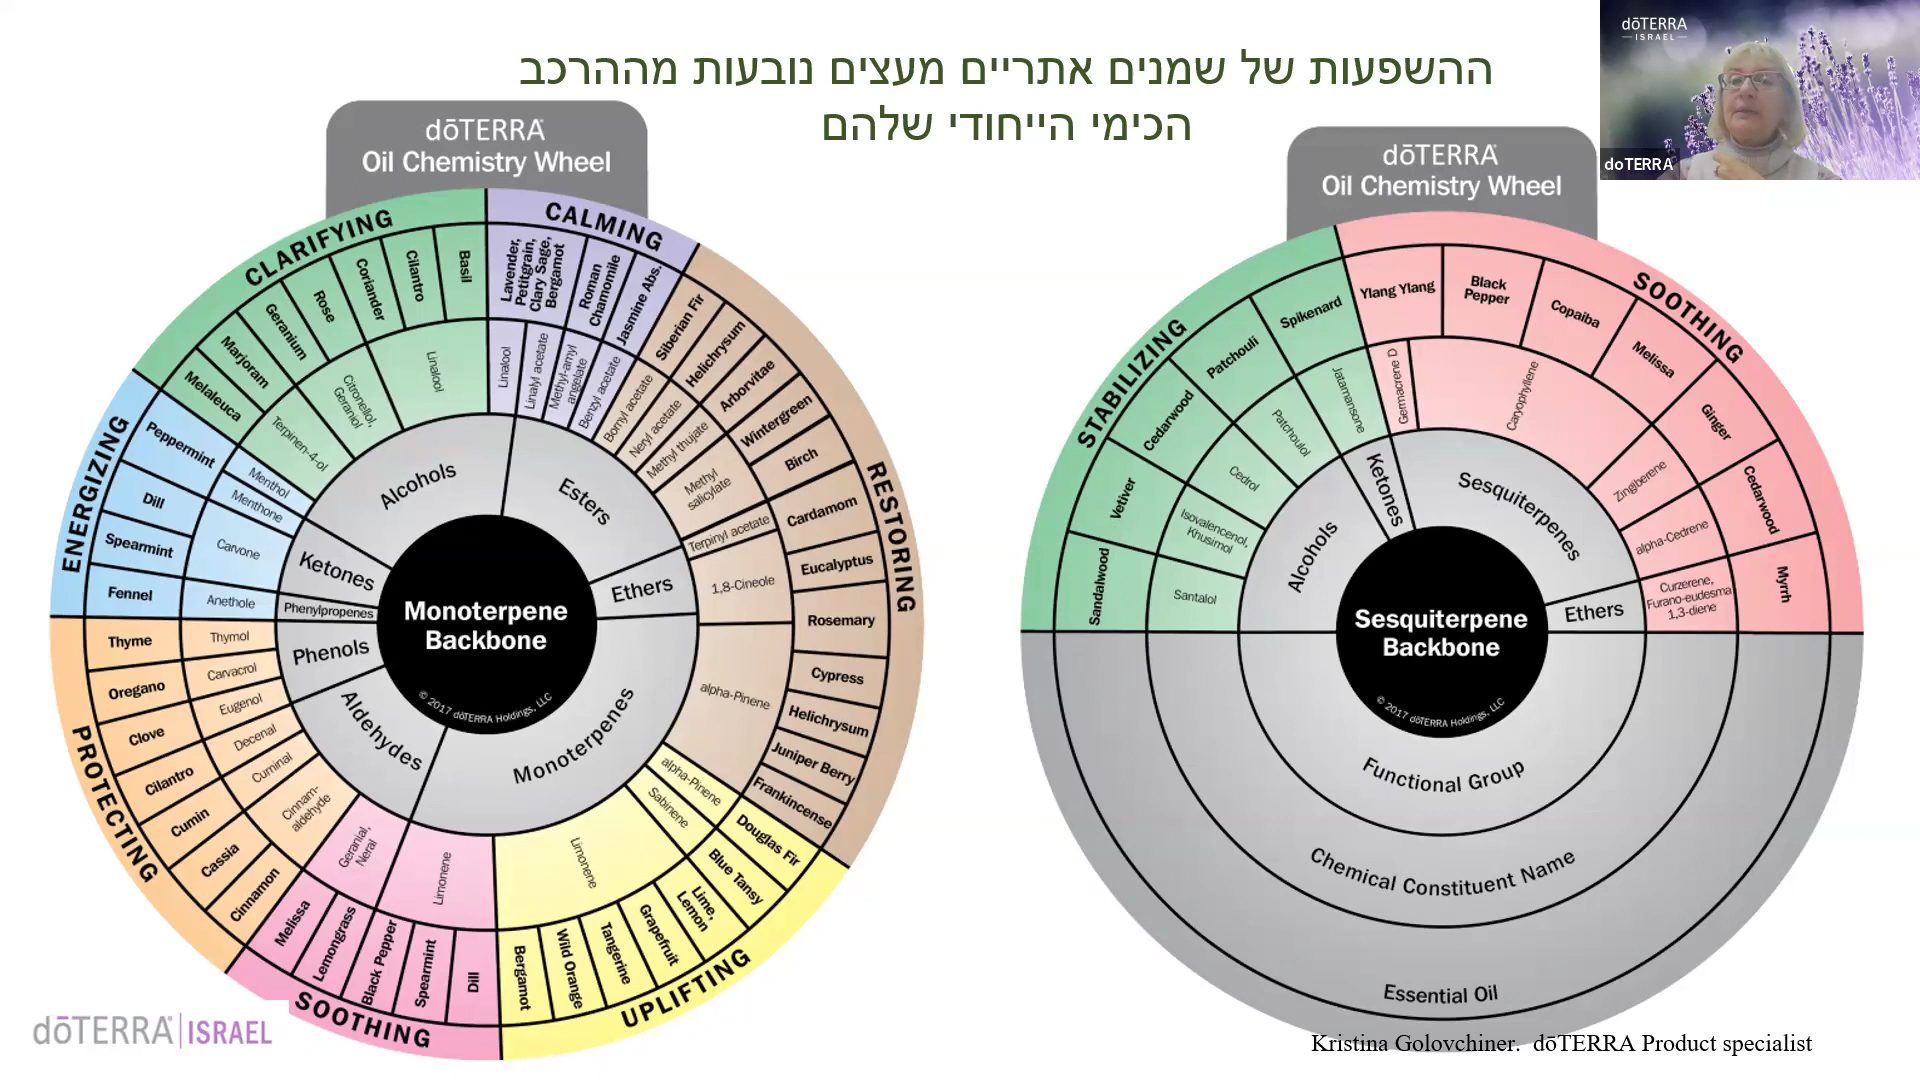 ההשפעות של שמנים אתריים מעצים נובעות מההרכב
הכימי הייחודי שלהם
dōTERRA
Oil Chemistry Wheel
CLARIFYING
CALMING
RESTORING
UPLIFTING
SOOTHING
PROTECTING
ENERGIZING
Melaleuca
Marjoram
Geranium
Rose
Coriander
Cilantro
Basil
Lavender,
Petitgrain,
Clary Sage,
Bergamot
Roman
Chamomile
Jasmine Abs.
Siberian Fir
Helichrysum
Arborvitae
Wintergreen
Birch
Cardamom
Eucalyptus
Rosemary
Cypress
Helichrysum
Juniper Berry
Frankincense
Douglas Fir
Blue Tansy
Lime,
Lemon
Grapefruit
Tangerine
Wild Orange
Bergamot
Dill
Spearmint
Black Pepper
Lemongrass
Melissa
Cinnamon
Cassia
Cumin
Cilantro
Clove
Oregano
Thyme
Fennel
Spearmint
Dill
Peppermint
Terpinen-4-ol
Citronellol,
Geraniol
Linalool
Linalool
Linalyl acetate
Methyl-amyl
angelate
Benzyl acetate
Bornyl acetate
Neryl acetate
Methyl thujate
Methyl
salicylate
Terpinyl acetate
1,8-Cineole
alpha-Pinene
alpha-Pinene
Sabinene
Limonene
Limonene
Geranial,
Neral
Cinnam-
aldehyde
Cuminal
Decenal
Eugenol
Carvacrol
Thymol
Anethole
Carvone
Menthone
Menthol
Alcohols
Esters
Ethers
Monoterpenes
Aldehydes
Phenols
Phenylpropenes
Ketones
Monoterpene
Backbone
© 2017 dōTERRA Holdings, LLC
dōTERRA
Oil Chemistry Wheel
STABILIZING
SOOTHING
Sandalwood
Vetiver
Cedarwood
Patchouli
Spikenard
Ylang Ylang
Black
Pepper
Copaiba
Melissa
Ginger
Cedarwood
Myrrh
Santalol
Isovalencenol,
Khusimol
Cedrol
Patchoulol
Jatamansone
Germacrene D
Caryophyllene
Zingiberene
alpha-Cedrene
Curzerene,
Furano-eudesma
1,3-diene
Alcohols
Ketones
Sesquiterpenes
Ethers
Sesquiterpene
Backbone
© 2017 dōTERRA Holdings, LLC
Functional Group
Chemical Constituent Name
Essential Oil
dōTERRA
ISRAEL
doTERRA
dōTERRA ISRAEL
Kristina Golovchiner. dōTERRA Product specialist